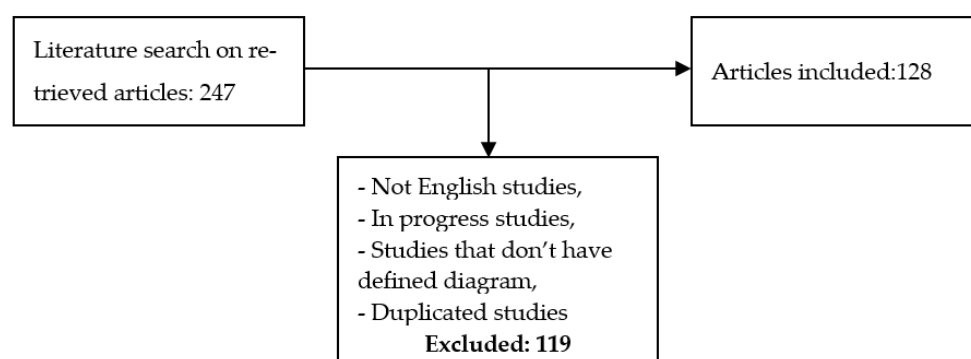 Literature search on re-
trieved articles: 247
Articles included:128
- Not English studies,
- In progress studies,
- Studies that don’t have
defined diagram,
- Duplicated studies
Excluded: 119